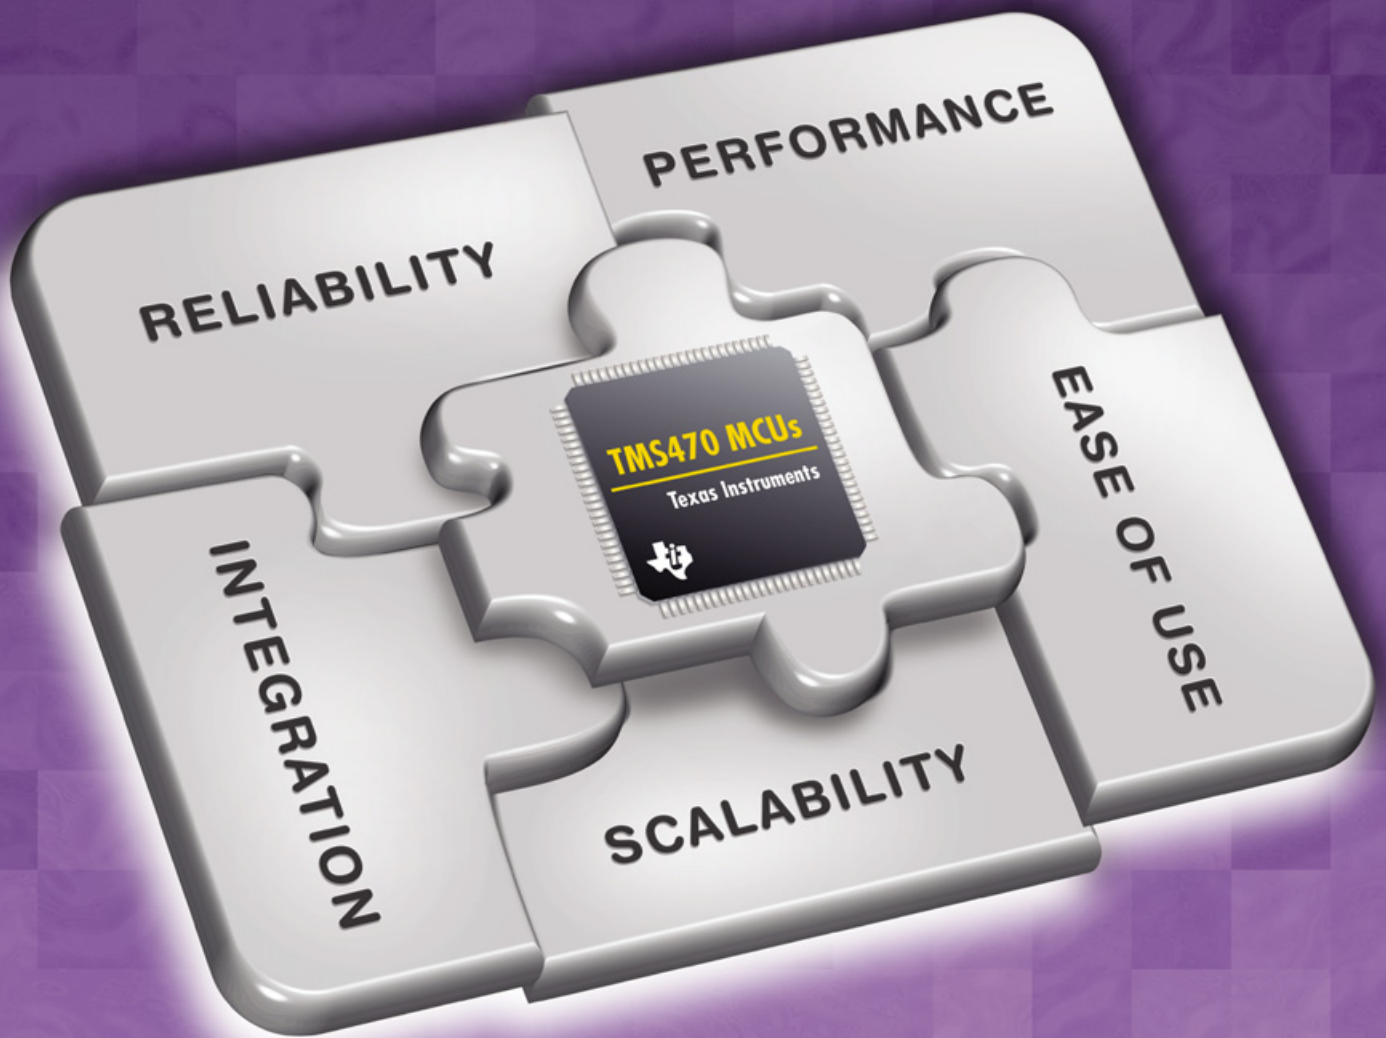 PERFORMANCE
RELIABILITY
TMS470 MCUs
Texas Instruments
EASE OF USE
INTEGRATION
SCALABILITY